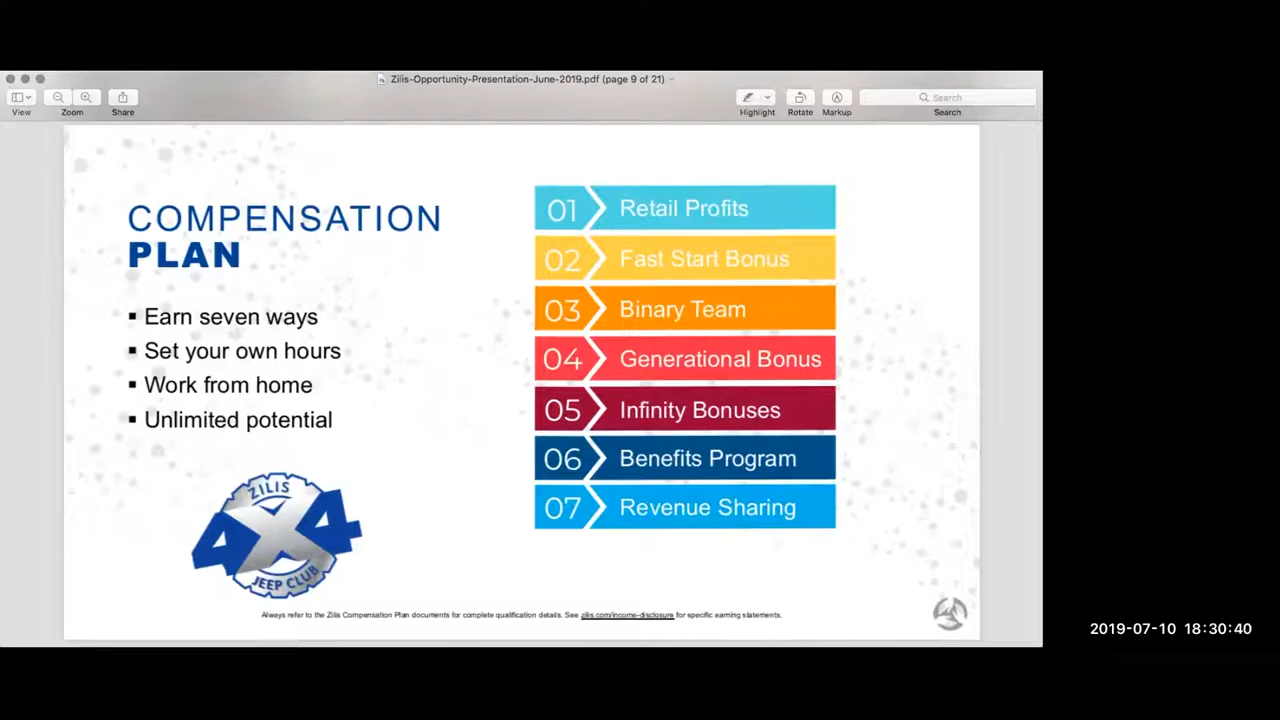 Zilis-Opportunity-Presentation-June-2019.pdf (page 9 of 21)
View
Zoom
Share
Highlight
Rotate
Markup
Search
Search
COMPENSATION
PLAN
▪ Earn seven ways
▪ Set your own hours
▪ Work from home
▪ Unlimited potential
ZILIS
4X4
JEEP CLUB
01 Retail Profits
02 Fast Start Bonus
03 Binary Team
04 Generational Bonus
05 Infinity Bonuses
06 Benefits Program
07 Revenue Sharing
Always refer to the Zilis Compensation Plan documents for complete qualification details. See zilis.com/income-disclosure for specific earning statements.
2019-07-10 18:30:40